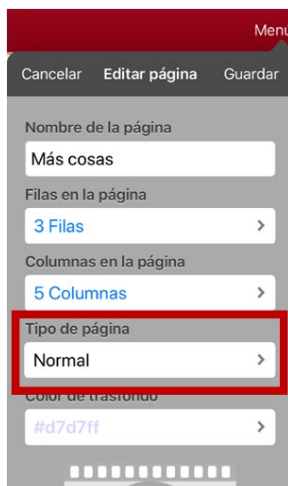 Menú
Cancelar Editar página Guardar
Nombre de la página
Más cosas
Filas en la página
3 Filas
Columnas en la página
5 Columnas
Tipo de página
Normal
Color de trasfondo
#d7d7ff